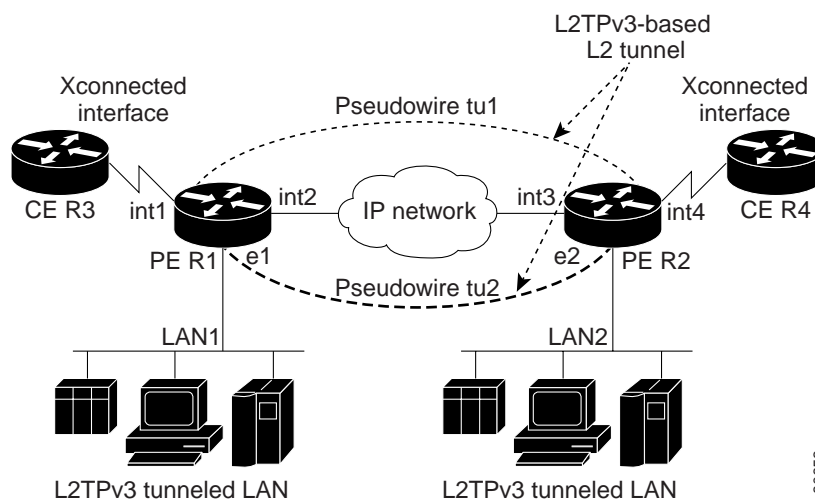 L2TPv3-based
L2 tunnel
Xconnected
interface
Pseudowire tu1
Xconnected
interface
CE R3
int1
int2
IP network
int3
int4
CE R4
PE R1
e1
e2
PE R2
Pseudowire tu2
LAN1
LAN2
L2TPv3 tunneled LAN
L2TPv3 tunneled LAN